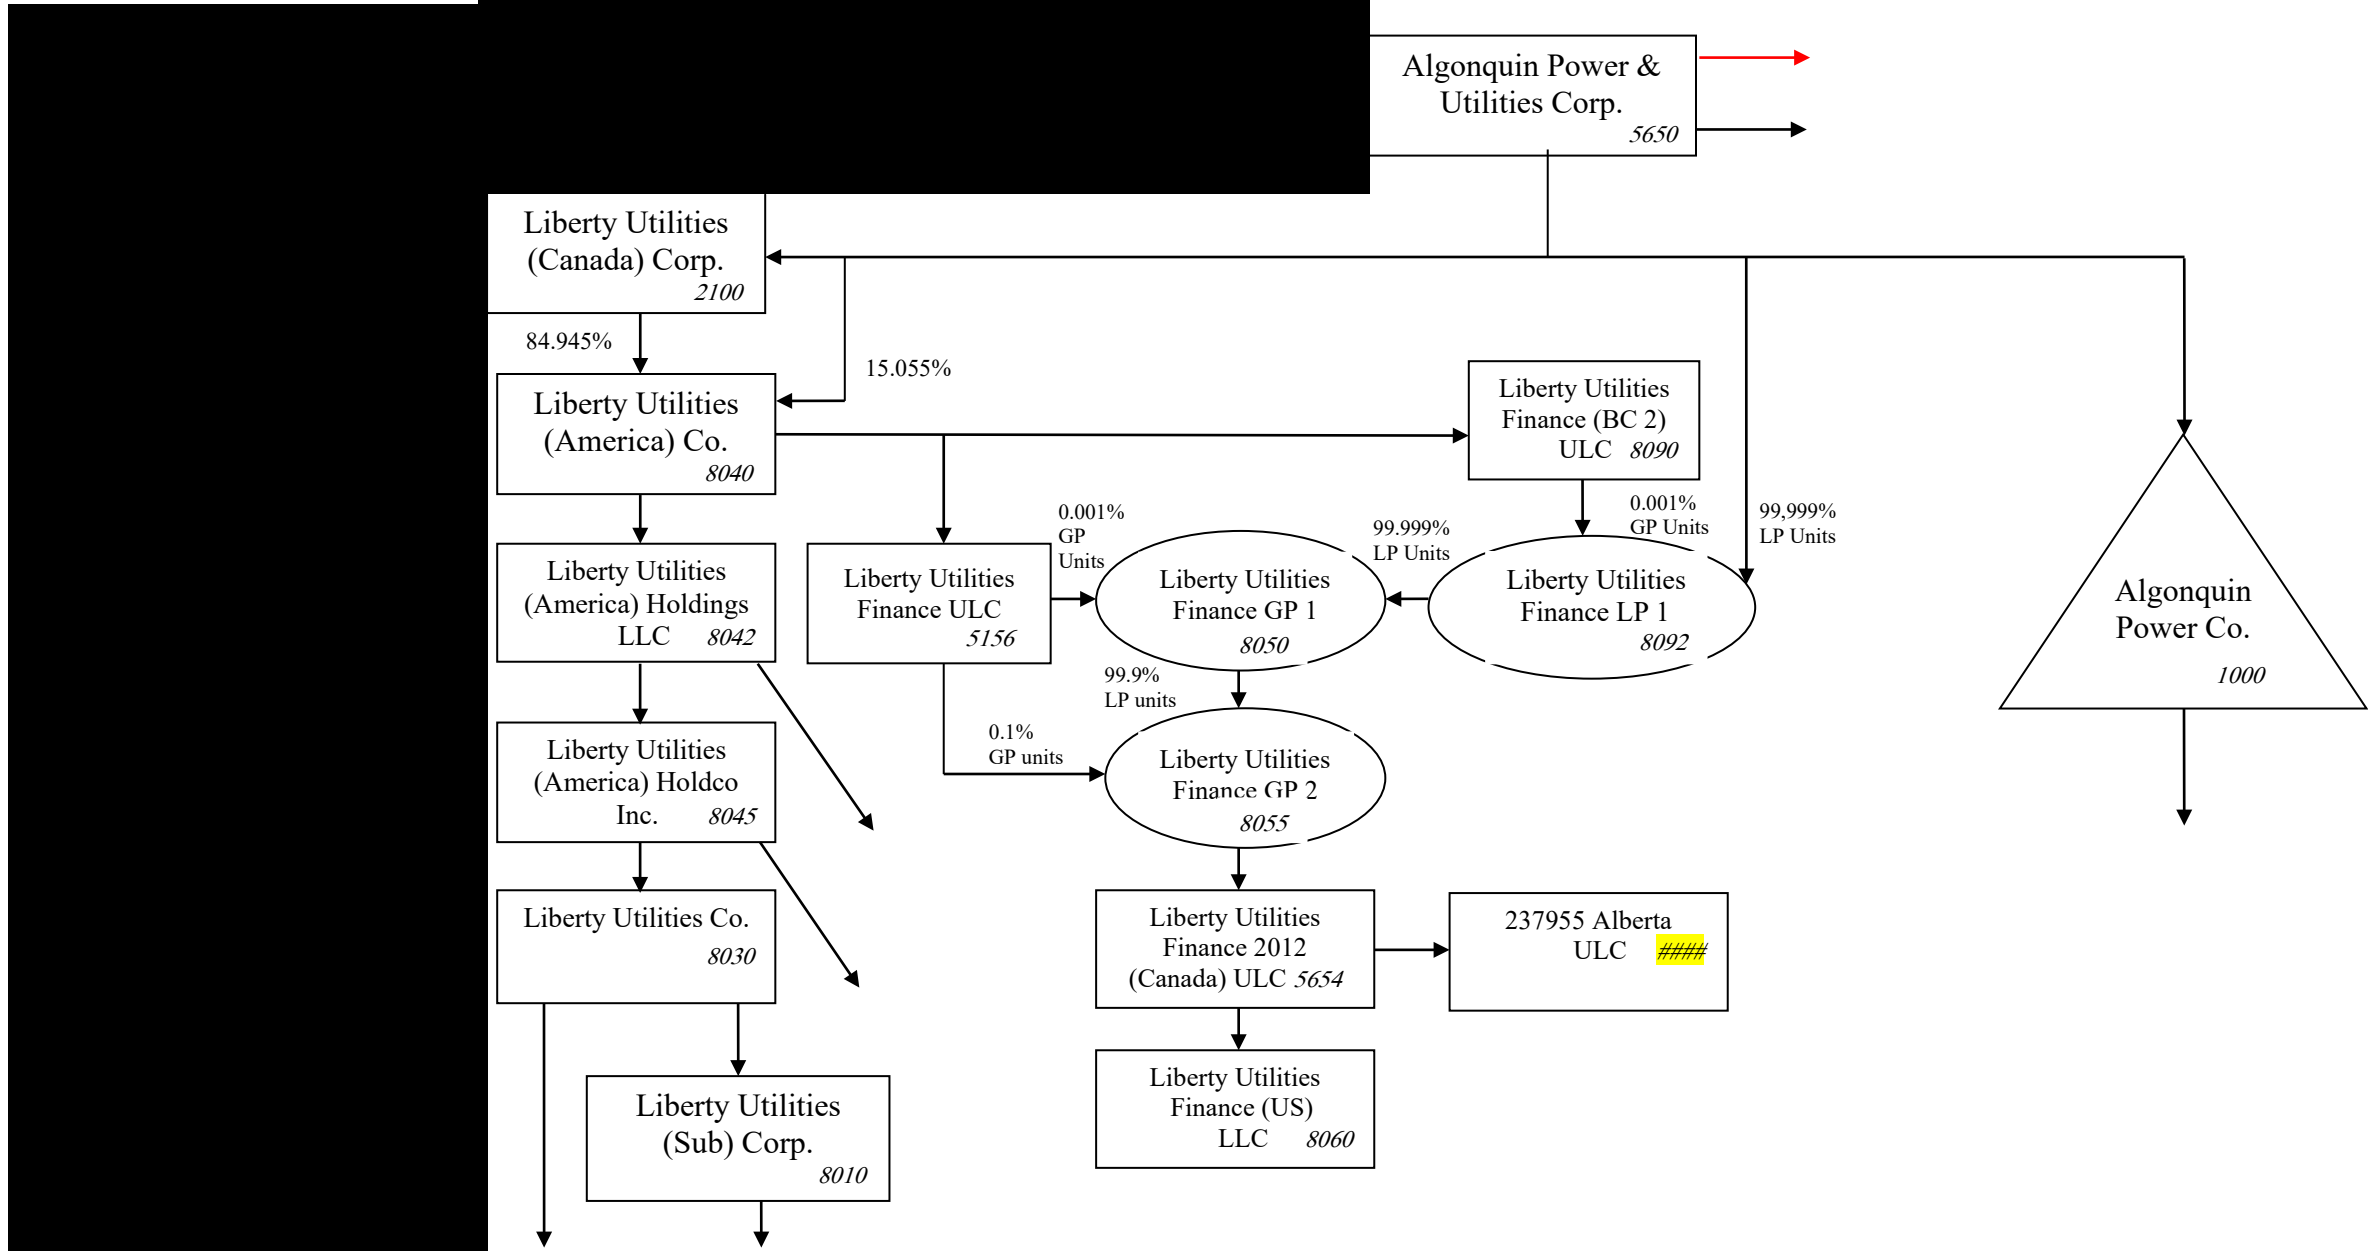 Algonquin Power &
Utilities Corp.
5650
Liberty Utilities
(Canada) Corp.
2100
84.945%
15.055%
Liberty Utilities
(America) Co.
8040
Liberty Utilities
Finance (BC 2)
ULC 8090
0.001%
GP
Units
99.999%
LP Units
0.001%
GP Units
99,999%
LP Units
Liberty Utilities
(America) Holdings
LLC 8042
Liberty Utilities
Finance ULC
5156
Liberty Utilities
Finance GP 1
8050
Liberty Utilities
Finance LP 1
8092
Algonquin
Power Co.
1000
99.9%
LP units
0.1%
GP units
Liberty Utilities
(America) Holdco
Inc. 8045
Liberty Utilities
Finance GP 2
8055
Liberty Utilities Co.
8030
Liberty Utilities
Finance 2012
(Canada) ULC 5654
237955 Alberta
ULC ####
Liberty Utilities
(Sub) Corp.
8010
Liberty Utilities
Finance (US)
LLC 8060